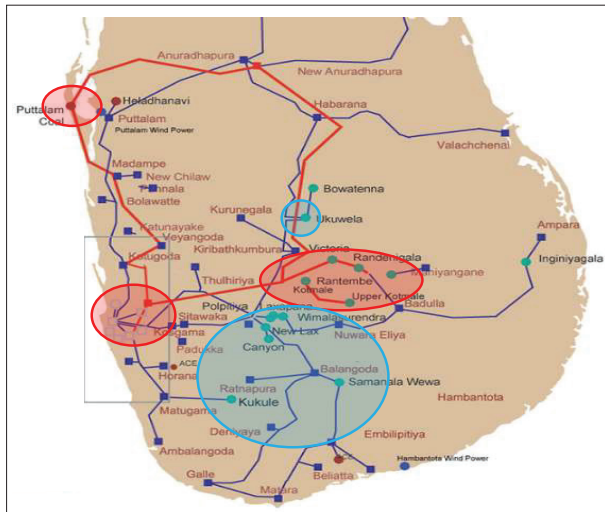 Anuradhapura
New Anuradhapura
Heladhanavi
Puttalam
Coal
Puttalam
Puttalam Wind Power
Habarana
Valachchenai
Madampe
New Chilaw
Pannala
Bolawatte
Bowatenna
Kurunegala
Ukuwela
Katunayake
Veyangoda
Kiribathkumbura
Ampara
Kotugoda
Victoria
Randenigala
Inginiyagala
Thulhiriya
Rantembe
Kotmale
Upper Kotmale
Badulla
Polpitiya
Laxapana
Sitawaka
Wimalasurendra
Kosgama
New Lax
Nuwara Eliya
Padukka
Canyon
ACE
Horana
Balangoda
Samanala Wewa
Ratnapura
Hambantota
Kukule
Matugama
Deniyaya
Embilipitiya
Ambalangoda
Hambantota Wind Power
Galle
Beliatta
Matara